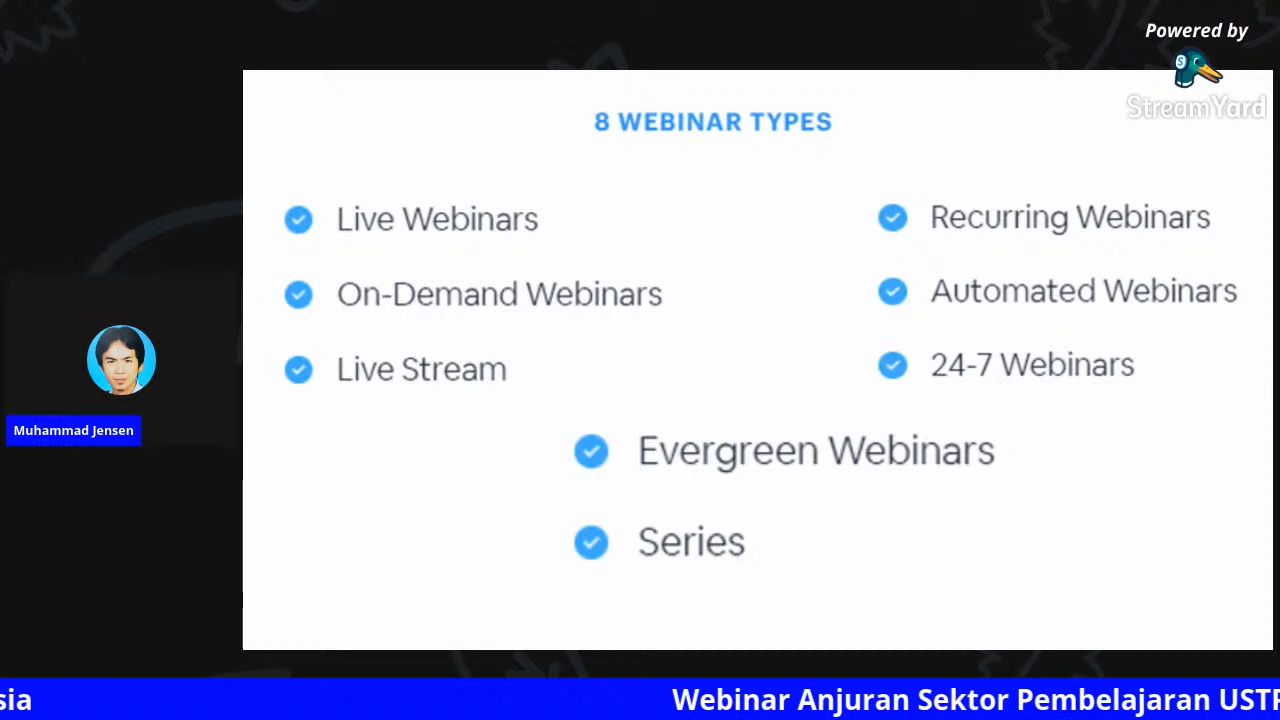 Powered by
StreamYard
8 WEBINAR TYPES
Live Webinars
On-Demand Webinars
Live Stream
Recurring Webinars
Automated Webinars
24-7 Webinars
Evergreen Webinars
Series
Muhammad Jensen
sia
Webinar Anjuran Sektor Pembelajaran